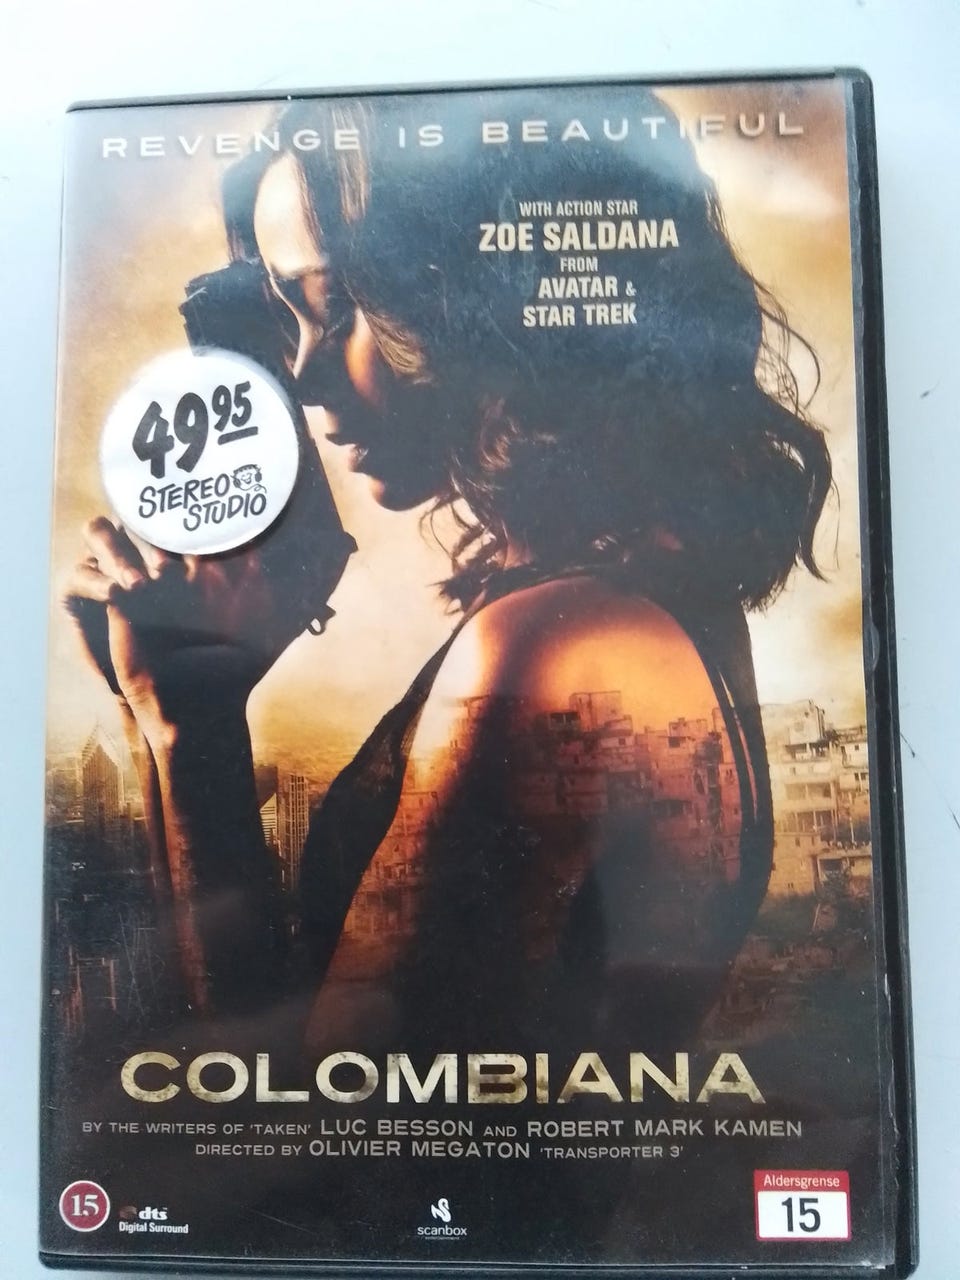 REVENGE IS BEAUTIFUL
WITH ACTION STAR
ZOE SALDANA
FROM
AVATAR &
STAR TREK
49 95
STEREO
STUDIO
COLOMBIANA
BY THE WRITERS OF 'TAKEN' LUC BESSON AND ROBERT MARK KAMEN
DIRECTED BY OLIVIER MEGATON 'TRANSPORTER 3'
15
dts
Digital Surround
scanbox
entertainment
Aldersgrense
15